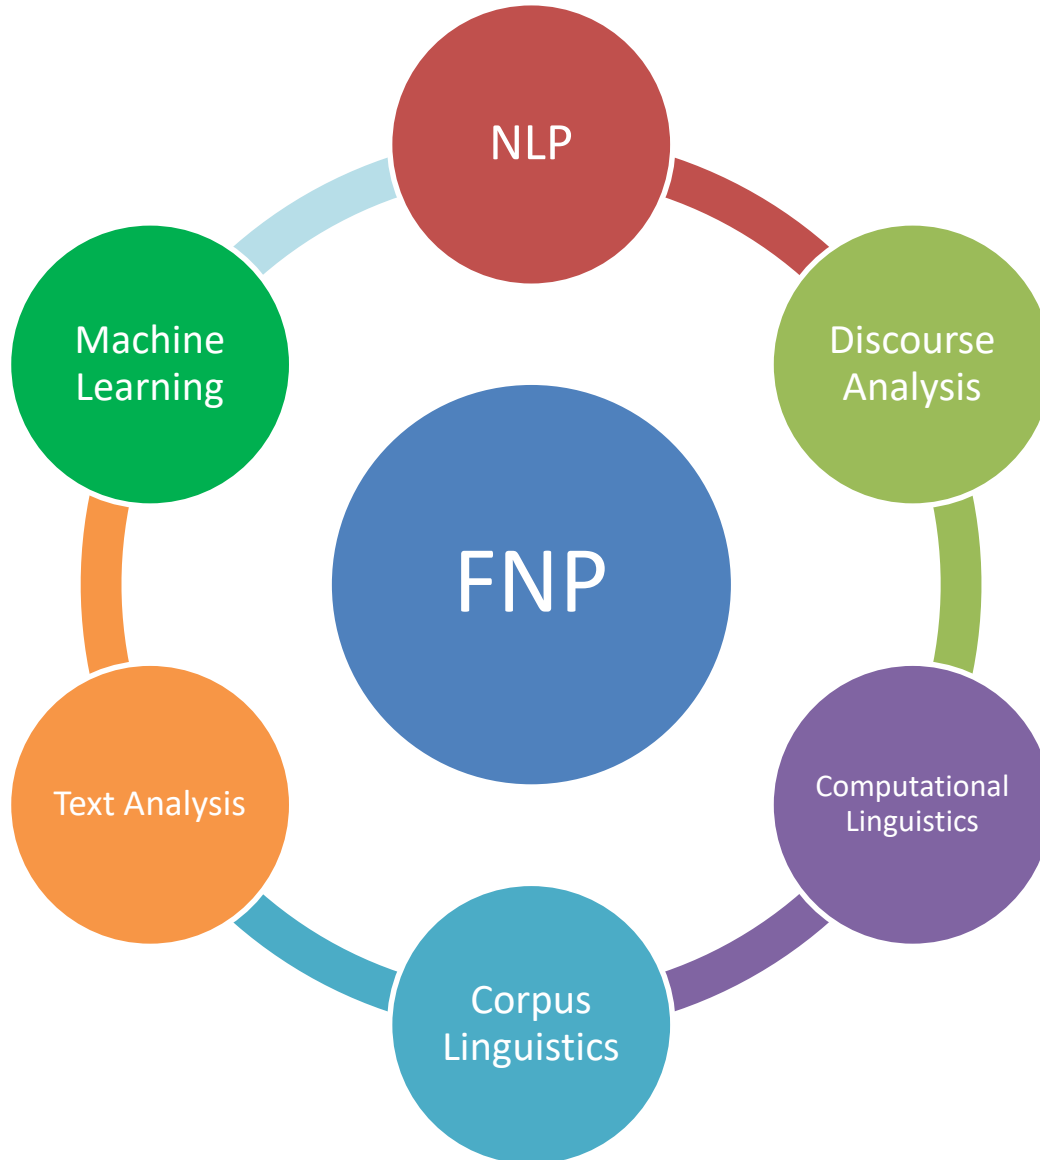 NLP
Machine
Learning
Discourse
Analysis
FNP
Text Analysis
Computational
Linguistics
Corpus
Linguistics